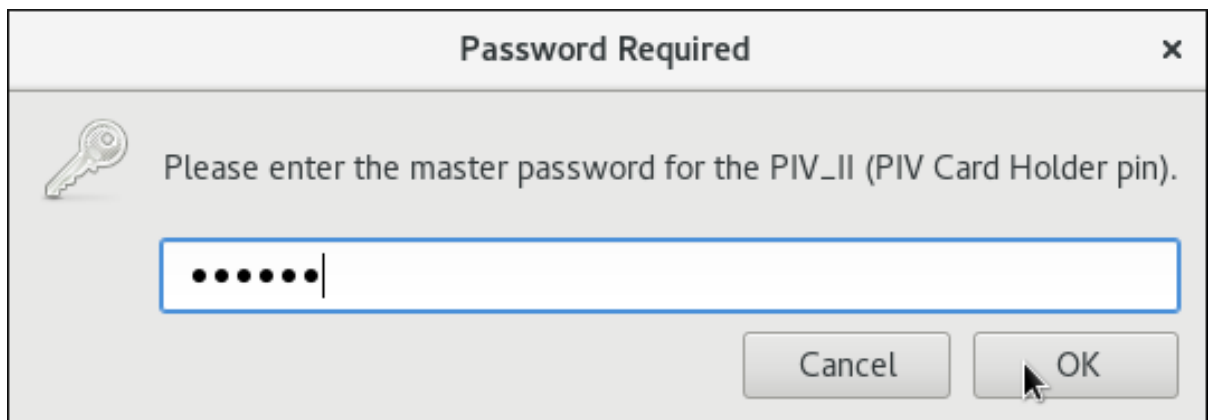 Password Required
Please enter the master password for the PIV_II (PIV Card Holder pin).
••••••
Cancel
OK